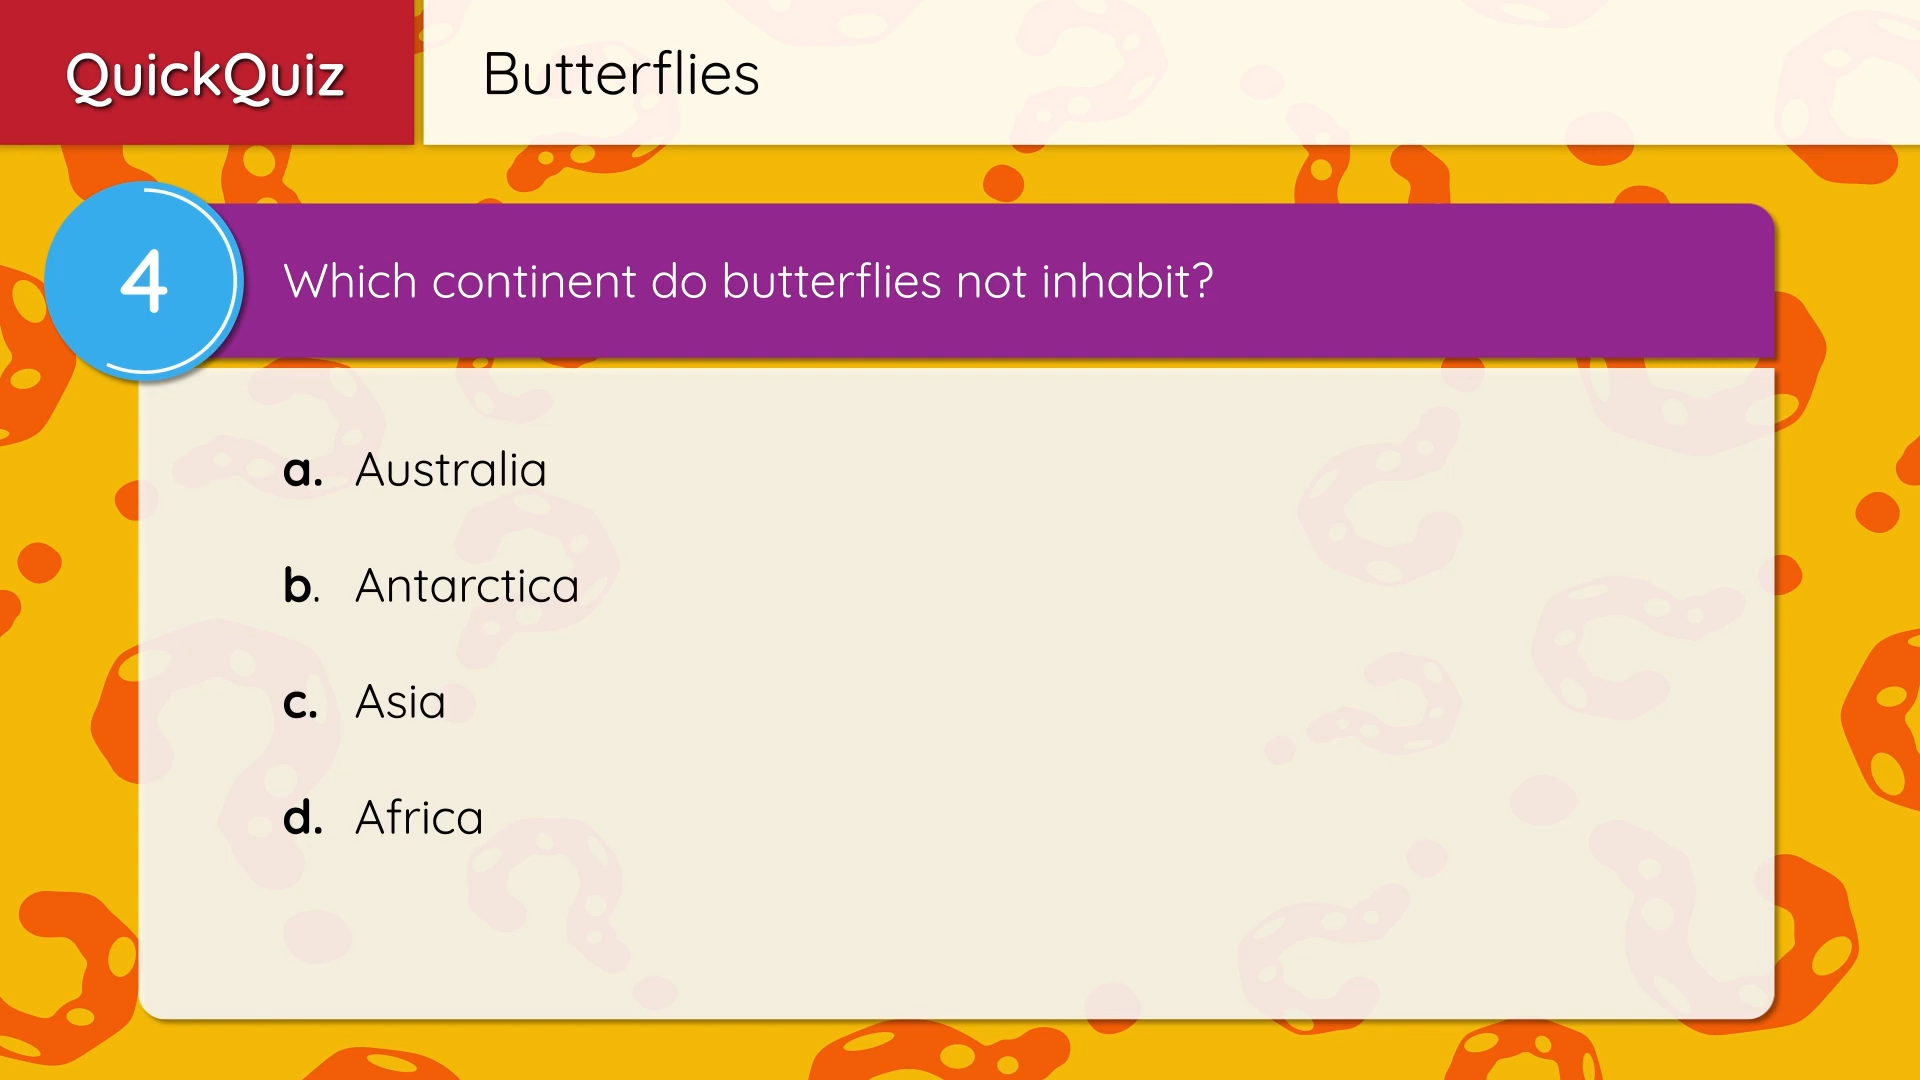 QuickQuiz
Butterflies
4
Which continent do butterflies not inhabit?
a. Australia
b. Antarctica
c. Asia
d. Africa